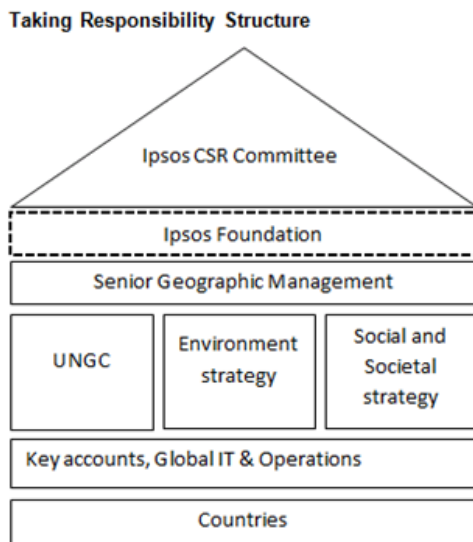 Taking Responsibility Structure
Ipsos CSR Committee
Ipsos Foundation
Senior Geographic Management
UNGC
Environment
strategy
Social and
Societal
strategy
Key accounts, Global IT & Operations
Countries